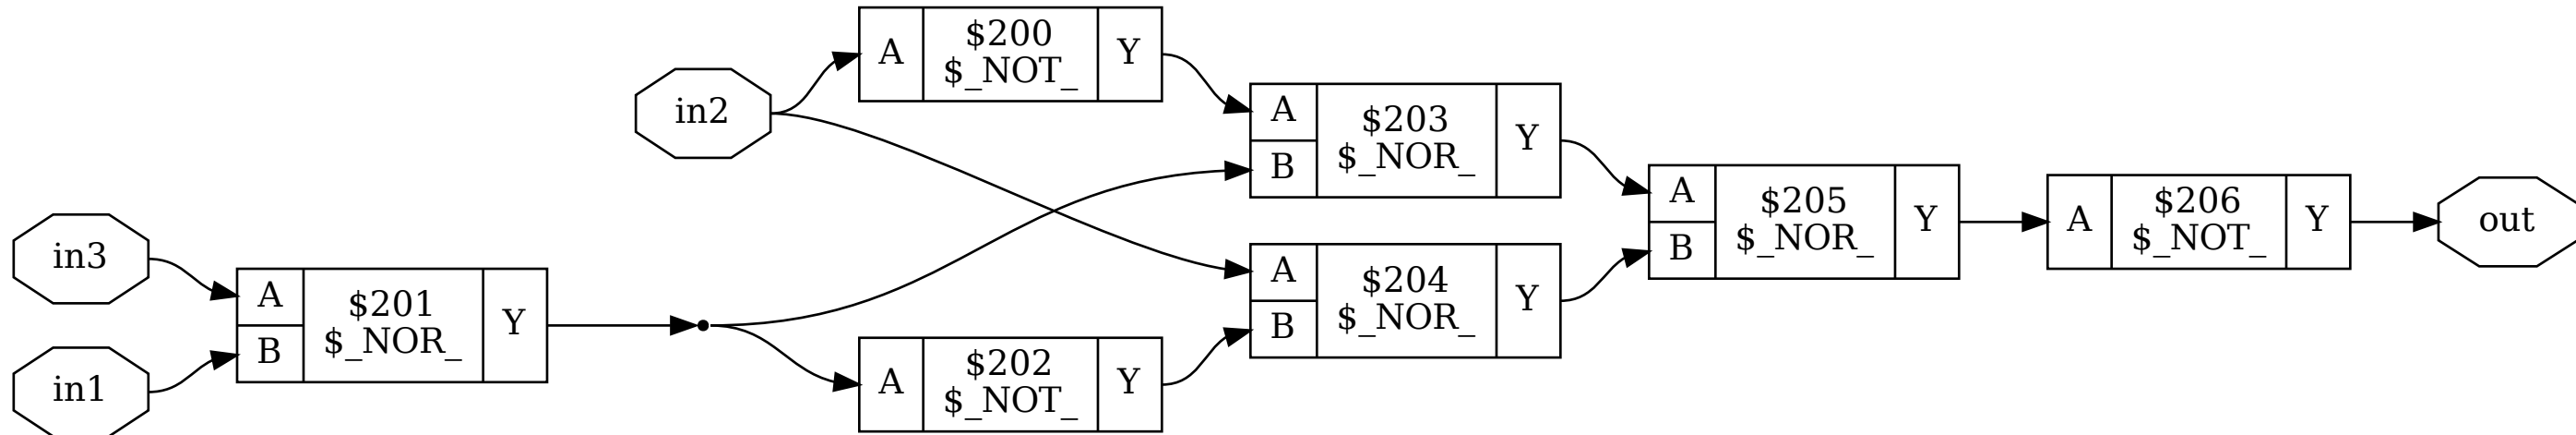 A
$200
$_NOT_
Y
in2
A
B
$203
$_NOR_
Y
in3
A
B
$201
$_NOR_
Y
in1
A
$202
$_NOT_
Y
A
B
$204
$_NOR_
Y
A
B
$205
$_NOR_
Y
A
$206
$_NOT_
Y
out